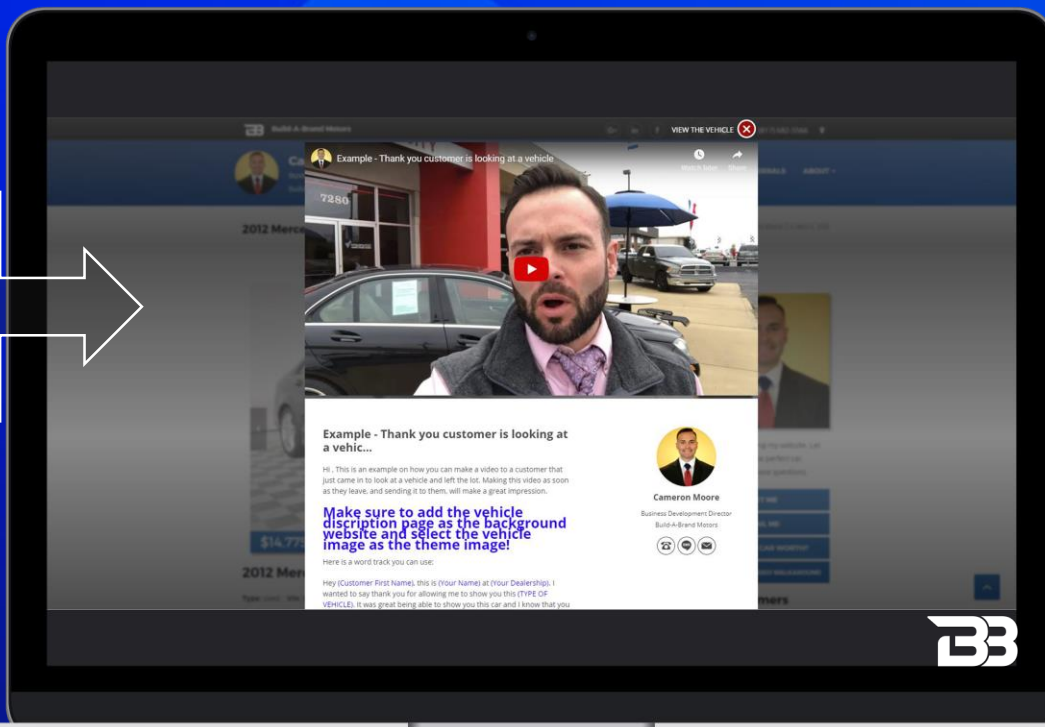 Build-A-Brand Motors
VIEW THE VEHICLE
Example - Thank you customer is looking at a vehicle
Watch later
Share
ABOUT
7280
2012 Merce
Example - Thank you customer is looking at
a vehic...
Hi , This is an example on how you can make a video to a customer that
just came in to look at a vehicle and left the lot. Making this video as soon
as they leave, and sending it to them, will make a great impression.
Make sure to add the vehicle
discription page as the background
website and select the vehicle
image as the theme image!
Here is a word track you can use:
Hey (Customer First Name), this is (Your Name) at (Your Dealership). I
wanted to say thank you for allowing me to show you this (TYPE OF
VEHICLE). It was great being able to show you this car and I know that you
Cameron Moore
Business Development Director
Build-A-Brand Motors
$14,775
2012 Mer
mers